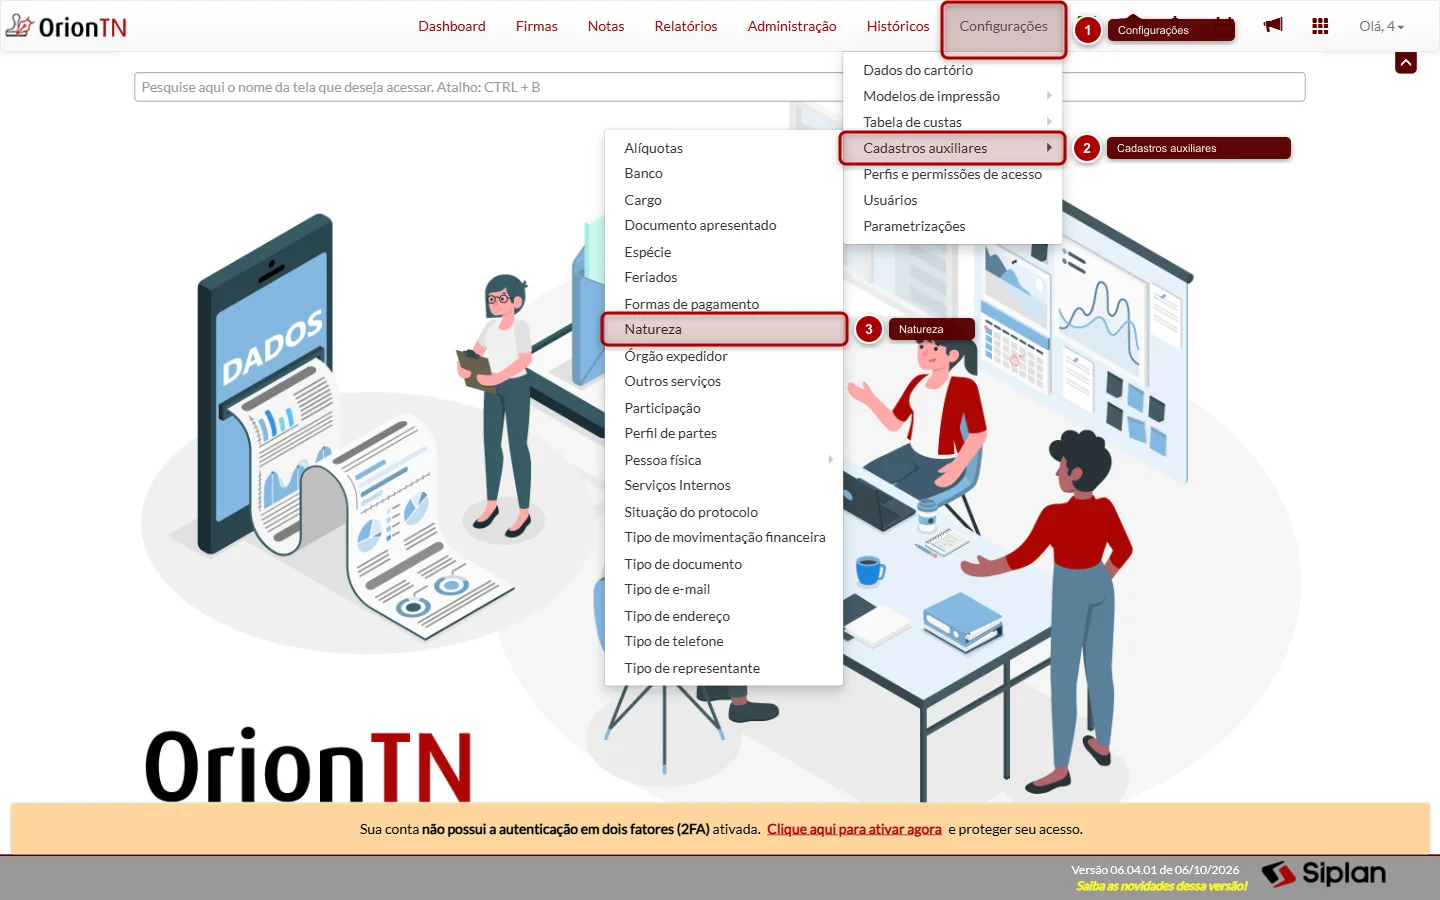 OrionTN
Dashboard
Firmas
Notas
Relatórios
Administração
Históricos
Configurações
1
Configurações
Olá, 4
Pesquise aqui o nome da tela que deseja acessar. Atalho: CTRL + B
Dados do cartório
Modelos de impressão
Tabela de custas
Cadastros auxiliares
2
Cadastros auxiliares
Perfis e permissões de acesso
Usuários
Parametrizações
Alíquotas
Banco
Cargo
Documento apresentado
Espécie
Feriados
Formas de pagamento
Natureza
3
Natureza
Órgão expedidor
Outros serviços
Participação
Perfil de partes
Pessoa física
Serviços Internos
Situação do protocolo
Tipo de movimentação financeira
Tipo de documento
Tipo de e-mail
Tipo de endereço
Tipo de telefone
Tipo de representante
DADOS
OrionTN
Sua conta não possui a autenticação em dois fatores (2FA) ativada. Clique aqui para ativar agora e proteger seu acesso.
Versão 06.04.01 de 06/10/2026
Saiba as novidades dessa versão!
Siplan